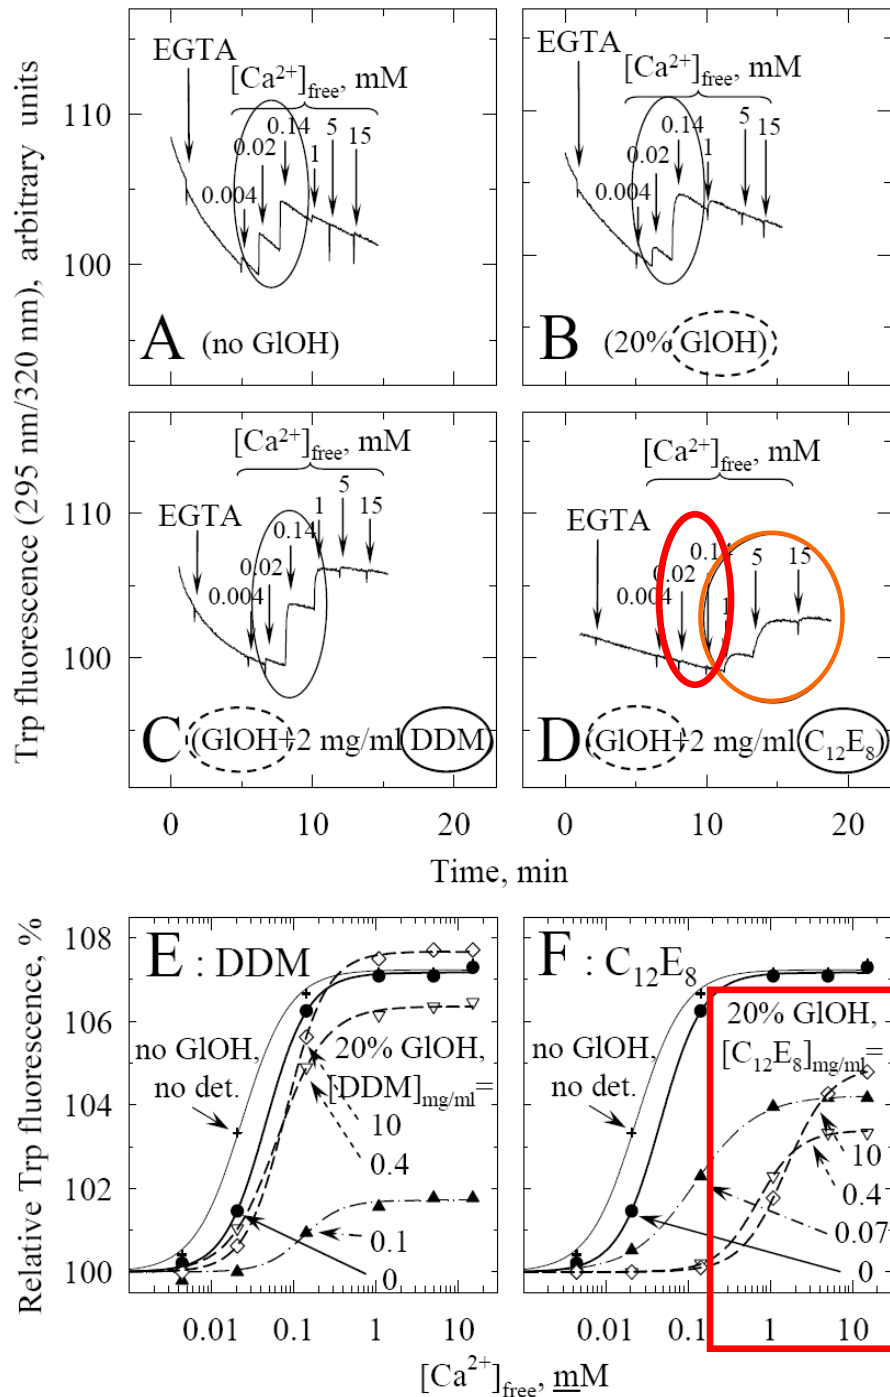 Trp fluorescence (295 nm/320 nm), arbitrary units
110
100
EGTA
[Ca²⁺]free, mM
0.004
0.02
0.14
1
5
15
A (no GlOH)
EGTA
[Ca²⁺]free, mM
0.004
0.02
0.14
1
5
15
B (20% GlOH)
110
100
EGTA
[Ca²⁺]free, mM
0.004
0.02
0.14
1
5
15
C (GlOH+2 mg/ml DDM)
EGTA
[Ca²⁺]free, mM
0.004
0.02
0.14
1
5
15
D (GlOH+2 mg/ml C₁₂E₈)
0 10 20 0 10 20
Time, min
Relative Trp fluorescence, %
108
106
104
102
100
E : DDM
no GlOH,
no det.
20% GlOH,
[DDM]mg/ml=
10
0.4
0.1
0
F : C₁₂E₈
no GlOH,
no det.
20% GlOH,
[C₁₂E₈]mg/ml=
10
0.4
0.07
0
0.01 0.1 1 10 0.01 0.1 1 10
[Ca²⁺]free, mM